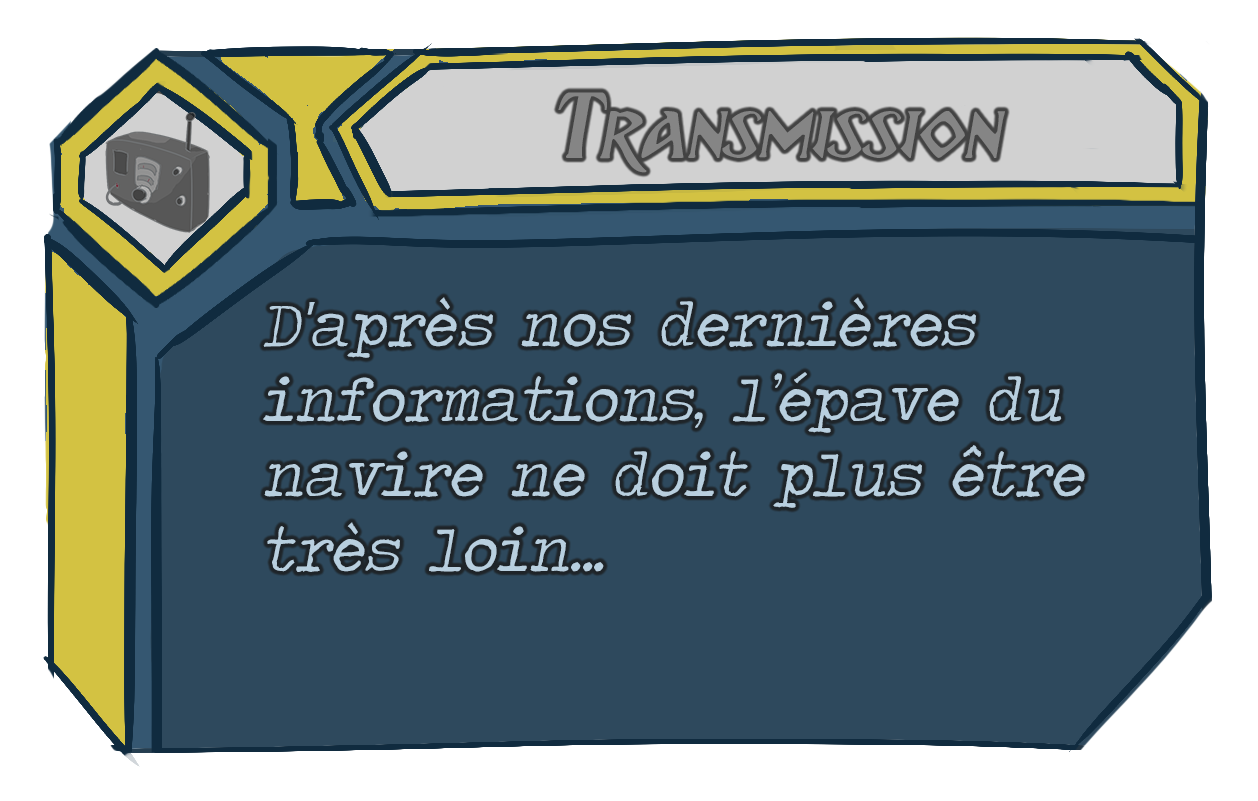 Transmission
D'après nos dernières
informations, l'épave du
navire ne doit plus être
très loin...